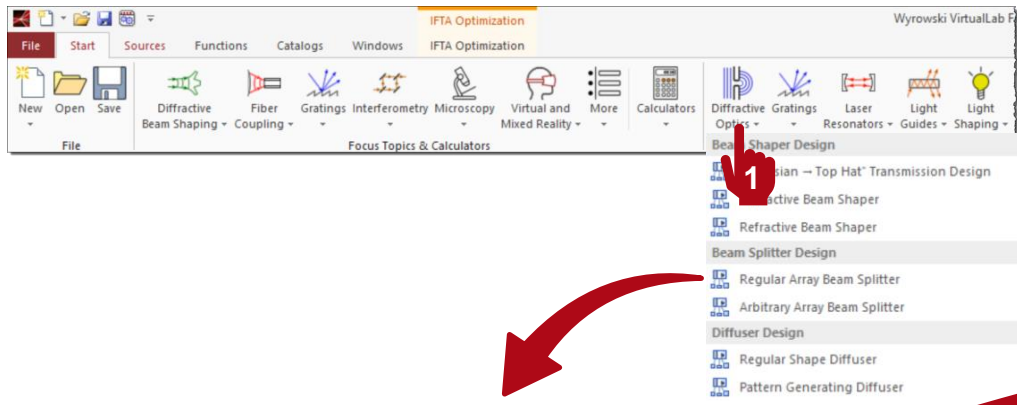 IFTA Optimization
Wyrowski VirtualLab
File Start Sources Functions Catalogs Windows IFTA Optimization
New Open Save Diffractive Beam Shaping Fiber Coupling Gratings Interferometry Microscopy Virtual and Mixed Reality More Calculators Diffractive Optics Gratings Laser Resonators Light Guides Light Shaping
File Focus Topics & Calculators
Shaper Design
1
→ Top Hat" Transmission Design
Beam Shaper
Refractive Beam Shaper
Beam Splitter Design
Regular Array Beam Splitter
Arbitrary Array Beam Splitter
Diffuser Design
Regular Shape Diffuser
Pattern Generating Diffuser